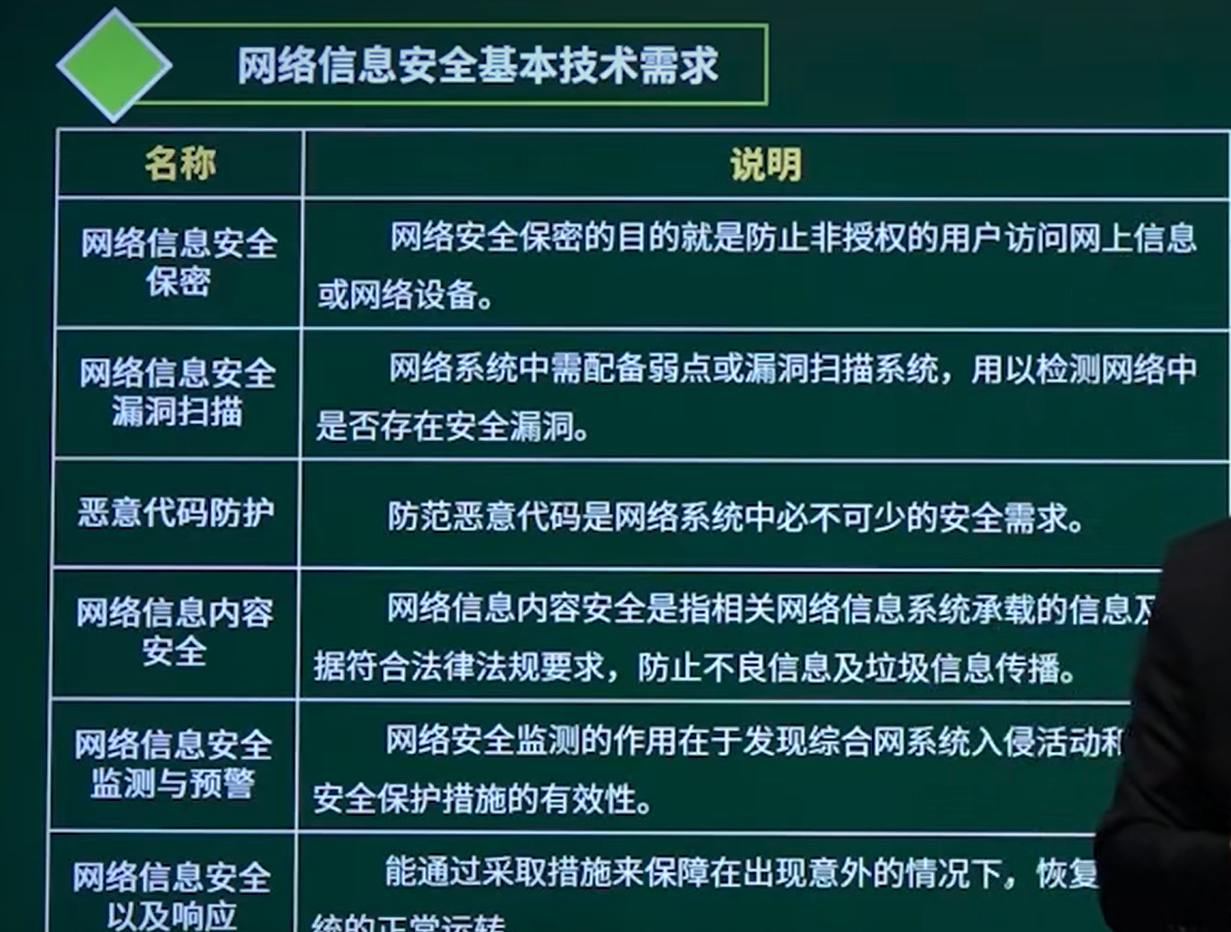 网络信息安全基本技术需求
名称
说明
网络信息安全
保密
网络安全保密的目的就是防止非授权的用户访问网上信息
或网络设备。
网络信息安全
漏洞扫描
网络系统中需配备弱点或漏洞扫描系统，用以检测网络中
是否存在安全漏洞。
恶意代码防护
防范恶意代码是网络系统中必不可少的安全需求。
网络信息内容
安全
网络信息内容安全是指相关网络信息系统承载的信息及
据符合法律法规要求，防止不良信息及垃圾信息传播。
网络信息安全
监测与预警
网络安全监测的作用在于发现综合网系统入侵活动和
安全保护措施的有效性。
网络信息安全
以及响应
能通过采取措施来保障在出现意外的情况下，恢复
统的正常运转